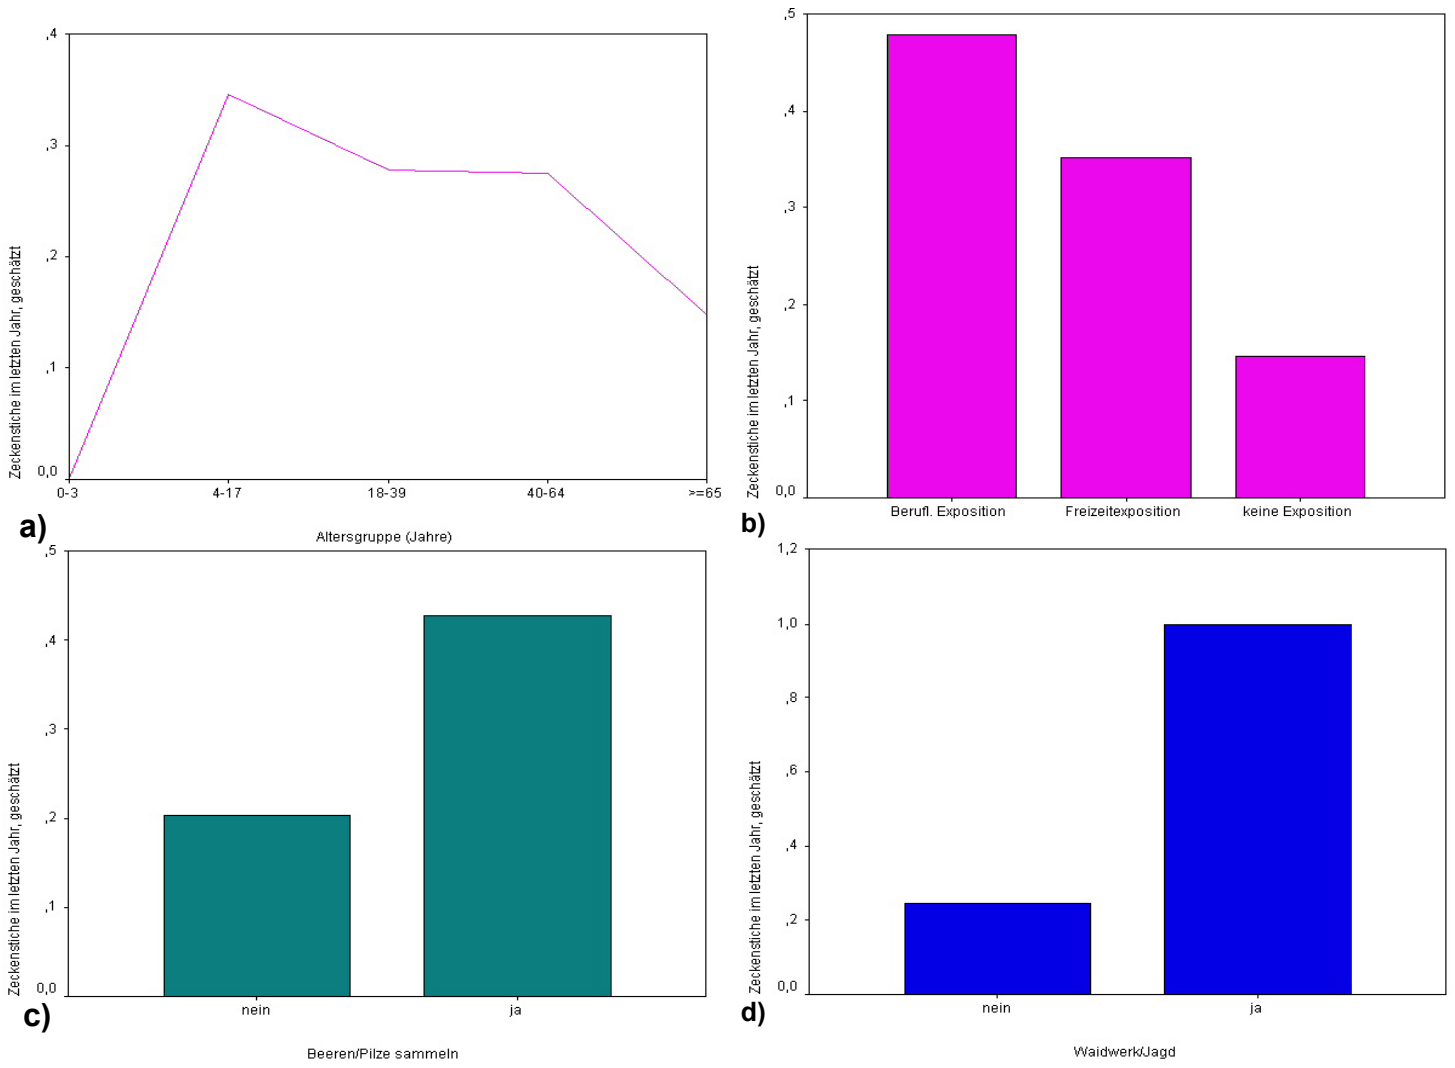 ,4
,3
,2
,1
0,0
Zeckenstiche im letzten Jahr, geschätzt
0-3 4-17 18-39 40-64 >=65
Altersgruppe (Jahre)
a)
,5
,4
,3
,2
,1
0,0
Zeckenstiche im letzten Jahr, geschätzt
Berufl. Exposition Freizeitexposition keine Exposition
b)
,5
,4
,3
,2
,1
0,0
Zeckenstiche im letzten Jahr, geschätzt
nein ja
c)
Beeren/Pilze sammeln
1,2
1,0
,8
,6
,4
,2
0,0
Zeckenstiche im letzten Jahr, geschätzt
nein ja
d)
Waidwerk/Jagd